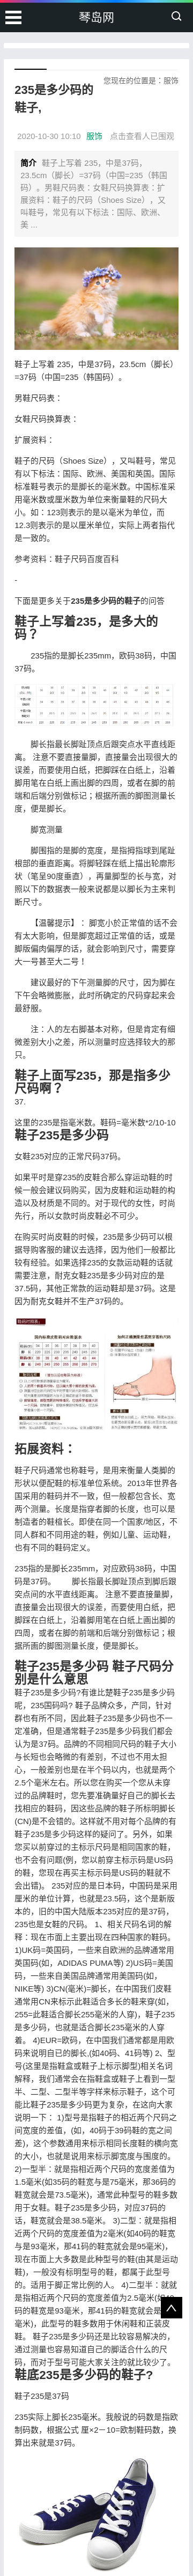 琴岛网
您现在的位置是：服饰
235是多少码的
鞋子,
2020-10-30 10:10 服饰 点击查看人已围观
简介 鞋子上写着 235，中是37码，
23.5cm（脚长）=37码（中国=235（韩国
码）。男鞋尺码表：女鞋尺码换算表：扩
展资料：鞋子的尺码（Shoes Size），又
叫鞋号，常见有以下标法：国际、欧洲、
美 ...
鞋子上写着 235，中是37码，23.5cm（脚长）
=37码（中国=235（韩国码）。
男鞋尺码表：
女鞋尺码换算表：
扩展资料：
鞋子的尺码（Shoes Size），又叫鞋号，常见
有以下标法：国际、欧洲、美国和英国。国际
标准鞋号表示的是脚长的毫米数。中国标准采
用毫米数或厘米数为单位来衡量鞋的尺码大
小。如：123则表示的是以毫米为单位，而
12.3则表示的是以厘米单位，实际上两者指代
是一致的。
参考资料：鞋子尺码百度百科
-
下面是更多关于235是多少码的鞋子的问答
鞋子上写着235，是多大的
码？
235指的是脚长235mm，欧码38码，中国
37码。
脚长指最长脚趾顶点后跟突点水平直线距
离。 注意不要直接量脚，直接量会出现很大的
误差，而要使用白纸，把脚踩在白纸上，沿着
脚用笔在白纸上画出脚的四周，或者在脚的前
端和后端分别做标记；根据所画的脚图测量长
度，便是脚长。
脚宽测量
脚围指的是脚的宽度，是指拇指球到尾趾
根部的垂直距离。将脚轻踩在纸上描出轮廓形
状（笔呈90度垂直），再量脚型的长与宽，对
照以下的数据表一般来说都是以脚长为主来判
断尺寸。
【温馨提示】 ：脚宽小於正常值的话不会
有太大影响，但是脚宽超过正常值的话，或是
脚版偏肉偏厚的话，就会影响到尺寸，需要穿
大一号甚至大二号！
建议最好的下午测量脚的尺寸，因为脚在
下午会略微膨胀，此时所确定的尺码穿起来会
最舒服。
注：人的左右脚基本对称，但是肯定有细
微差别大小之差，所以测量时应选择较大的那
只。
鞋子上面写235，那是指多少
尺码啊？
37.
这里的235是指毫米数。鞋码=毫米数*2/10-10
鞋子235是多少码
女鞋235对应的正常尺码37码。
如果平时是穿235的皮鞋合那么穿运动鞋的时
候一般会建议码购买，因为皮鞋和运动鞋的构
造以及材质是不同的。对于现代的女性，时尚
先行，所以女款时尚皮鞋必不可少。
在购买时尚皮鞋的时候，235是多少码可以根
据导购客服的建议去选择，因为他们一般都比
较有经验。如果选择235的女款运动鞋的话就
需要注意，耐克女鞋235是多少码对应的是
37.5码，其他正常款的运动鞋就是37码。这是
因为耐克女鞋并不生产37码的。
拓展资料：
鞋子尺码通常也称鞋号，是用来衡量人类脚的
形状以便配鞋的标准单位系统。2013年世界各
国采用的鞋码并不一致，但一般都包含长、宽
两个测量。长度是指穿者脚的长度，也可以是
制造者的鞋楦长。即使在同一个国家/地区，不
同人群和不同用途的鞋，例如儿童、运动鞋，
也有不同的鞋码定义。
235指的是脚长235mm，对应欧码38码，中国
码是37码。 脚长指最长脚趾顶点到脚后跟
突点间的水平直线距离。 注意不要直接量脚，
直接量会出现很大的误差，而要使用白纸，把
脚踩在白纸上，沿着脚用笔在白纸上画出脚的
四周，或者在脚的前端和后端分别做标记；根
据所画的脚图测量长度，便是脚长。
鞋子235是多少码 鞋子尺码分
别是什么意思
鞋子235是多少码?有谁比楚鞋子235是多少码
呢，235国码吗? 鞋子品牌众多，产同，针对
群也有所不同，因此鞋子235是多少码也不一
定准确，但是通常鞋子235是多少码我们都会
认为是37码。品牌的不同相同尺码的鞋子大小
与长短也会略微的有差别，不过也不用太担
心，一般差别也是在半个码以内，也就是两个
2.5个毫米左右。所以您在购买一个您从未穿
过的品牌鞋时，您先要准确量好自己的脚长去
找相应的鞋码，因这些品牌的鞋子所标明脚长
(CN)是不会错的。这样就不用对每个品牌的有
鞋子235是多少码这样的疑问了。另外，如果
您买以前穿过的主标示尺码是相同国家的鞋，
也不会有问题(例，您以前穿主标示码是US码
的鞋，您现在再买主标示码是US码的鞋就不
会出错)。 235对应的是日本码，中国码是采用
厘米的单位计算，也就是23.5码，这个是新版
本的，旧的中国大陆版本235对应的是37码，
235也是女鞋的尺码。 1、相关尺码名词的解
释：现在市面上主要出现在四种国家的鞋码。
1)UK码=英国码，一些来自欧洲的品牌通常用
英国码(如，ADIDAS PUMA等) 2)US码=美国
码，一些来自美国品牌通常用美国码(如，
NIKE等) 3)CN(毫米)=脚长，在中国我们皮鞋
通常用CN来标示此鞋适合多长的鞋来穿(如，
255=此鞋适合脚长255毫米的人穿)，鞋子235
是多少码，也就是适合脚长235毫米的人来
穿。 4)EUR=欧码，在中国我们通常都是用欧
码来说明自已的脚长.(如40码、41码等) 2、型
号(这里是指鞋盒或鞋子上标示脚型)相关名词
解释，我们通常会在指鞋盒或鞋子上看到一型
半、二型、二型半等字样来标示鞋子，这个可
能比鞋子235是多少码更为复杂，在这向大家
说明一下： 1)型号是指鞋子的相近两个尺码之
间宽度的差值，(如，40码于39码鞋的宽之间
差)。这个参数通用来标示相同长度鞋的横向宽
的大小，也就是说用来标示脚宽度与围度的。
2)一型半：就是指相近两个尺码的宽度差值为
1.5毫米(如35码的鞋宽与是75毫米，那36码的
鞋宽就会是73.5毫米)，通常此种型号的鞋多数
用于女鞋。鞋子235是多少码，对应37码的
话，鞋宽就会是38.5毫米。 3)二型：就是指相
近两个尺码的宽度差值为2毫米(如40码的鞋宽
与是93毫米，那41码的鞋宽就会是95毫米)，
现在市面上大多数是此种型号的鞋(由其是运动
鞋)，一般没有标明型号的鞋，都属于此型号
的。适用于脚正常比例的人。 4)二型半：就就
是指相近两个尺码的宽度差值为2.5毫米(如40
码的鞋宽是93毫米，那41码的鞋宽就会是95.5
毫米)，此型号的鞋多数用于休闲鞋和正装皮
鞋。 鞋子235是多少码还是比较容易解决的，
通过测量也容易知道自己的脚适合什么的尺
码，而对于型号可能大家关注的就比较少了。
鞋底235是多少码的鞋子?
鞋子235是37码
235实际上脚长235毫米。我般说的码数是指欧
制码数，根据公式 厘×2－10=欧制鞋码数，换
算出来就是37码。